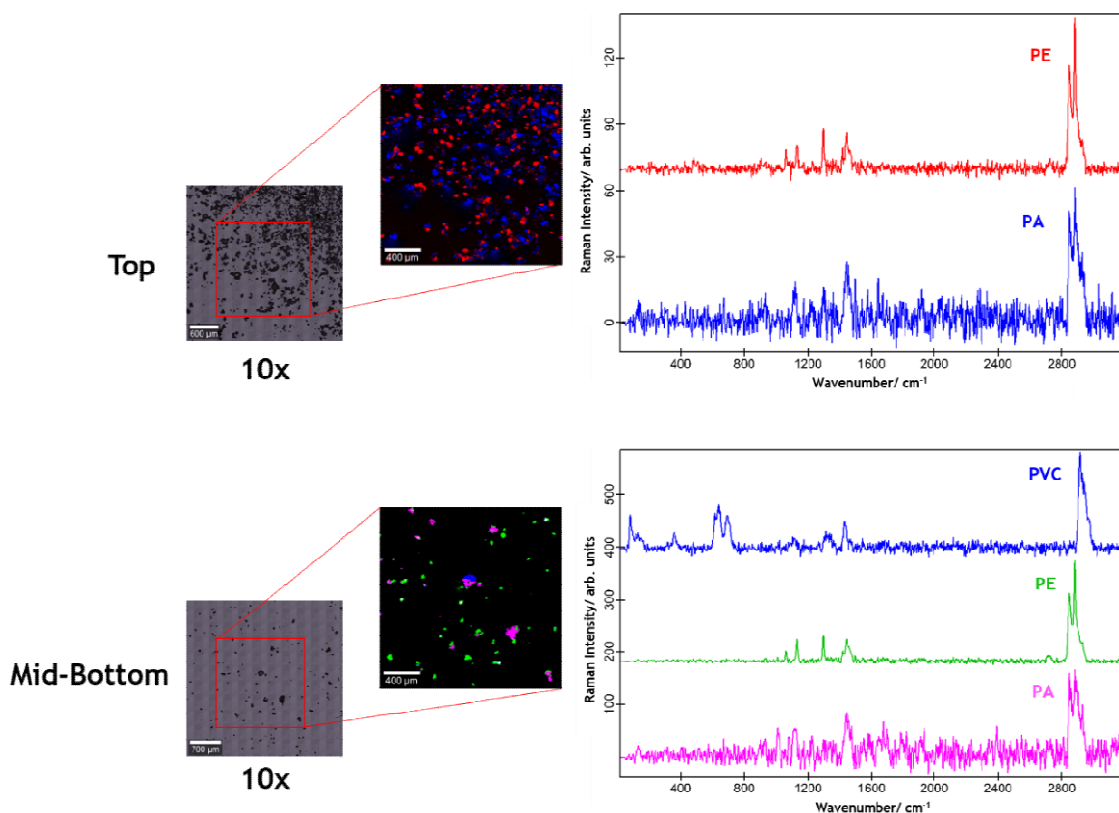 Top
600 µm
10x
400 µm
Raman Intensity/ arb. units
120
90
60
30
0
PE
PA
400 800 1200 1600 2000 2400 2800
Wavenumber/ cm⁻¹
Mid-Bottom
700 µm
10x
400 µm
Raman Intensity/ arb. units
500
400
300
200
100
PVC
PE
PA
400 800 1200 1600 2000 2400 2800
Wavenumber/ cm⁻¹